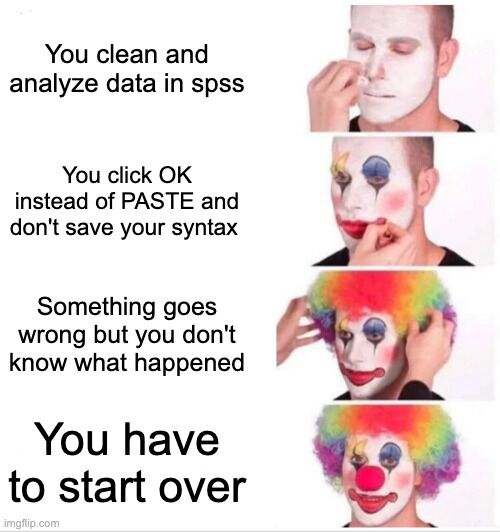 You clean and
analyze data in spss
You click OK
instead of PASTE and
don't save your syntax
Something goes
wrong but you don't
know what happened
You have
to start over
imgflip.com